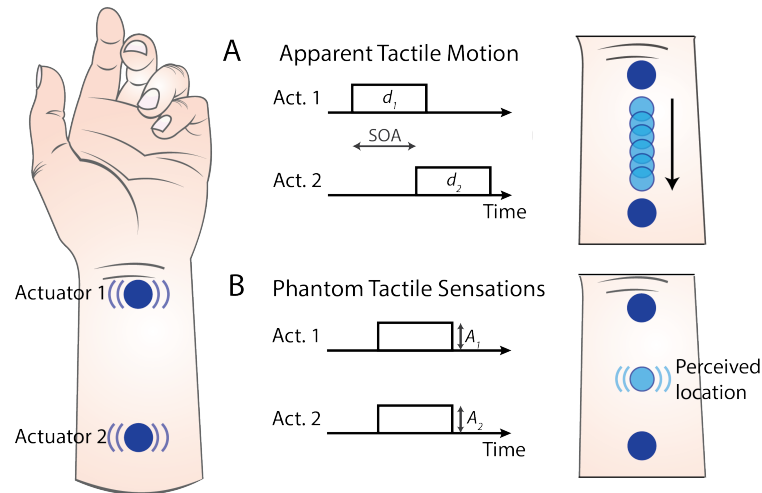 A
Apparent Tactile Motion
Act. 1
d1
SOA
Act. 2
d2
Time
Actuator 1
Actuator 2
B
Phantom Tactile Sensations
Act. 1
A1
Act. 2
A2
Time
Perceived
location